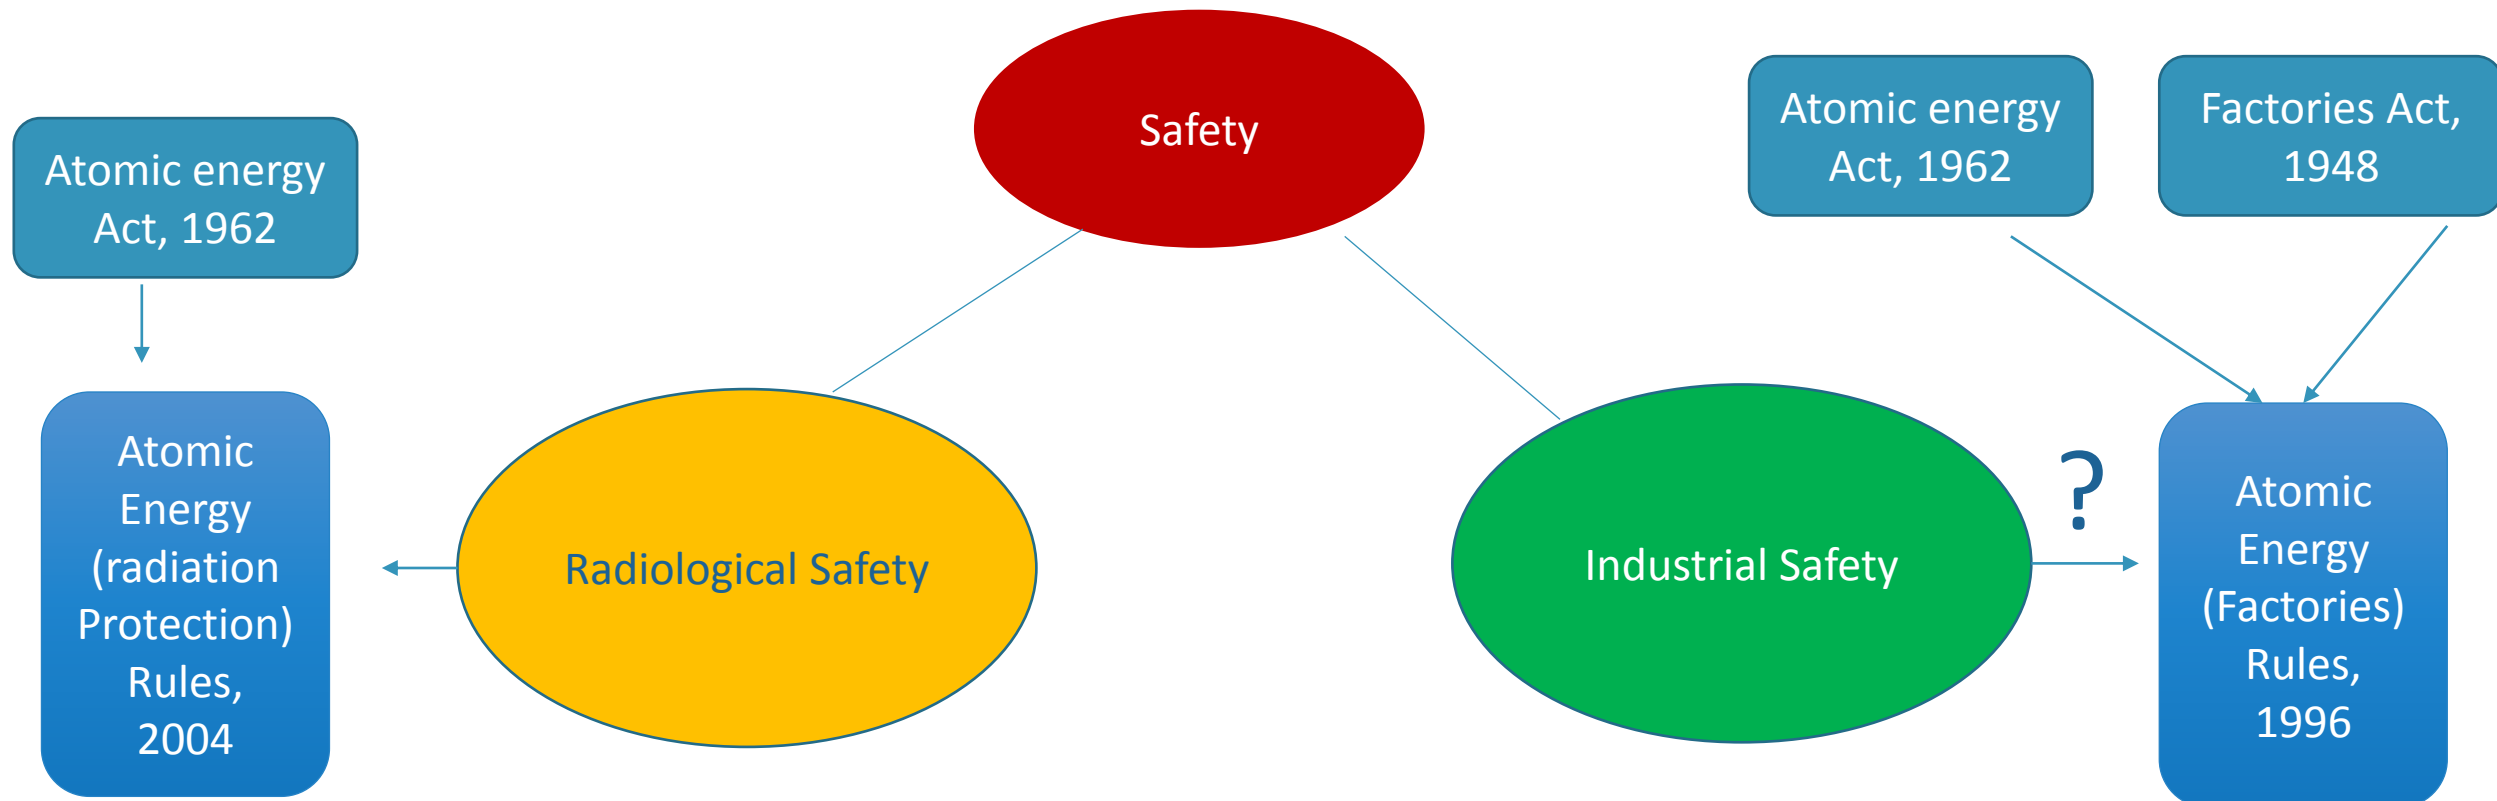 Safety
Atomic energy
Act, 1962
Factories Act,
1948
Atomic energy
Act, 1962
Atomic
Energy
(radiation
Protection)
Rules,
2004
Radiological Safety
Industrial Safety
?
Atomic
Energy
(Factories)
Rules,
1996